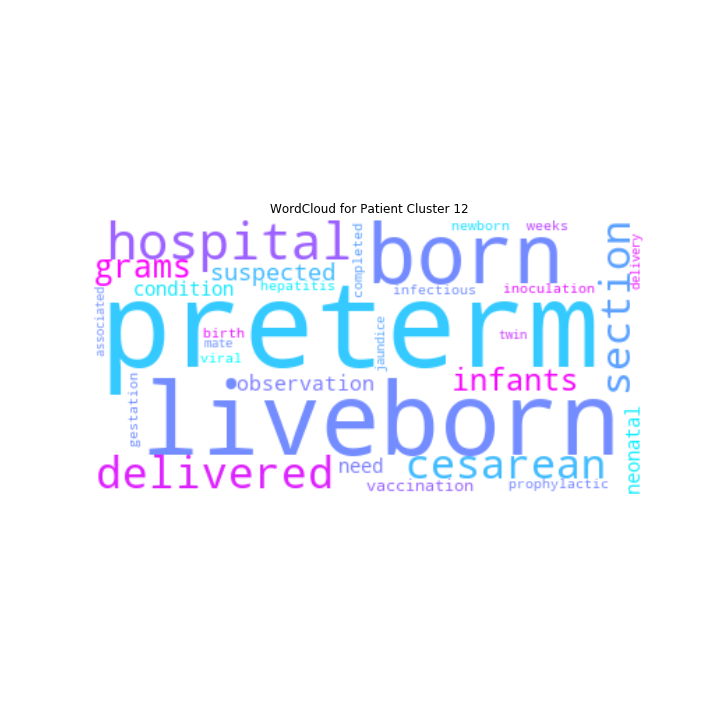 WordCloud for Patient Cluster 12
hospital
born
newborn
weeks
section
delivery
completed
grams
suspected
condition
hepatitis
infectious
inoculation
associated
preterm
birth
mate
viral
jaundice
twin
gestation
observation
infants
liveborn
neonatal
delivered
need
cesarean
vaccination
prophylactic